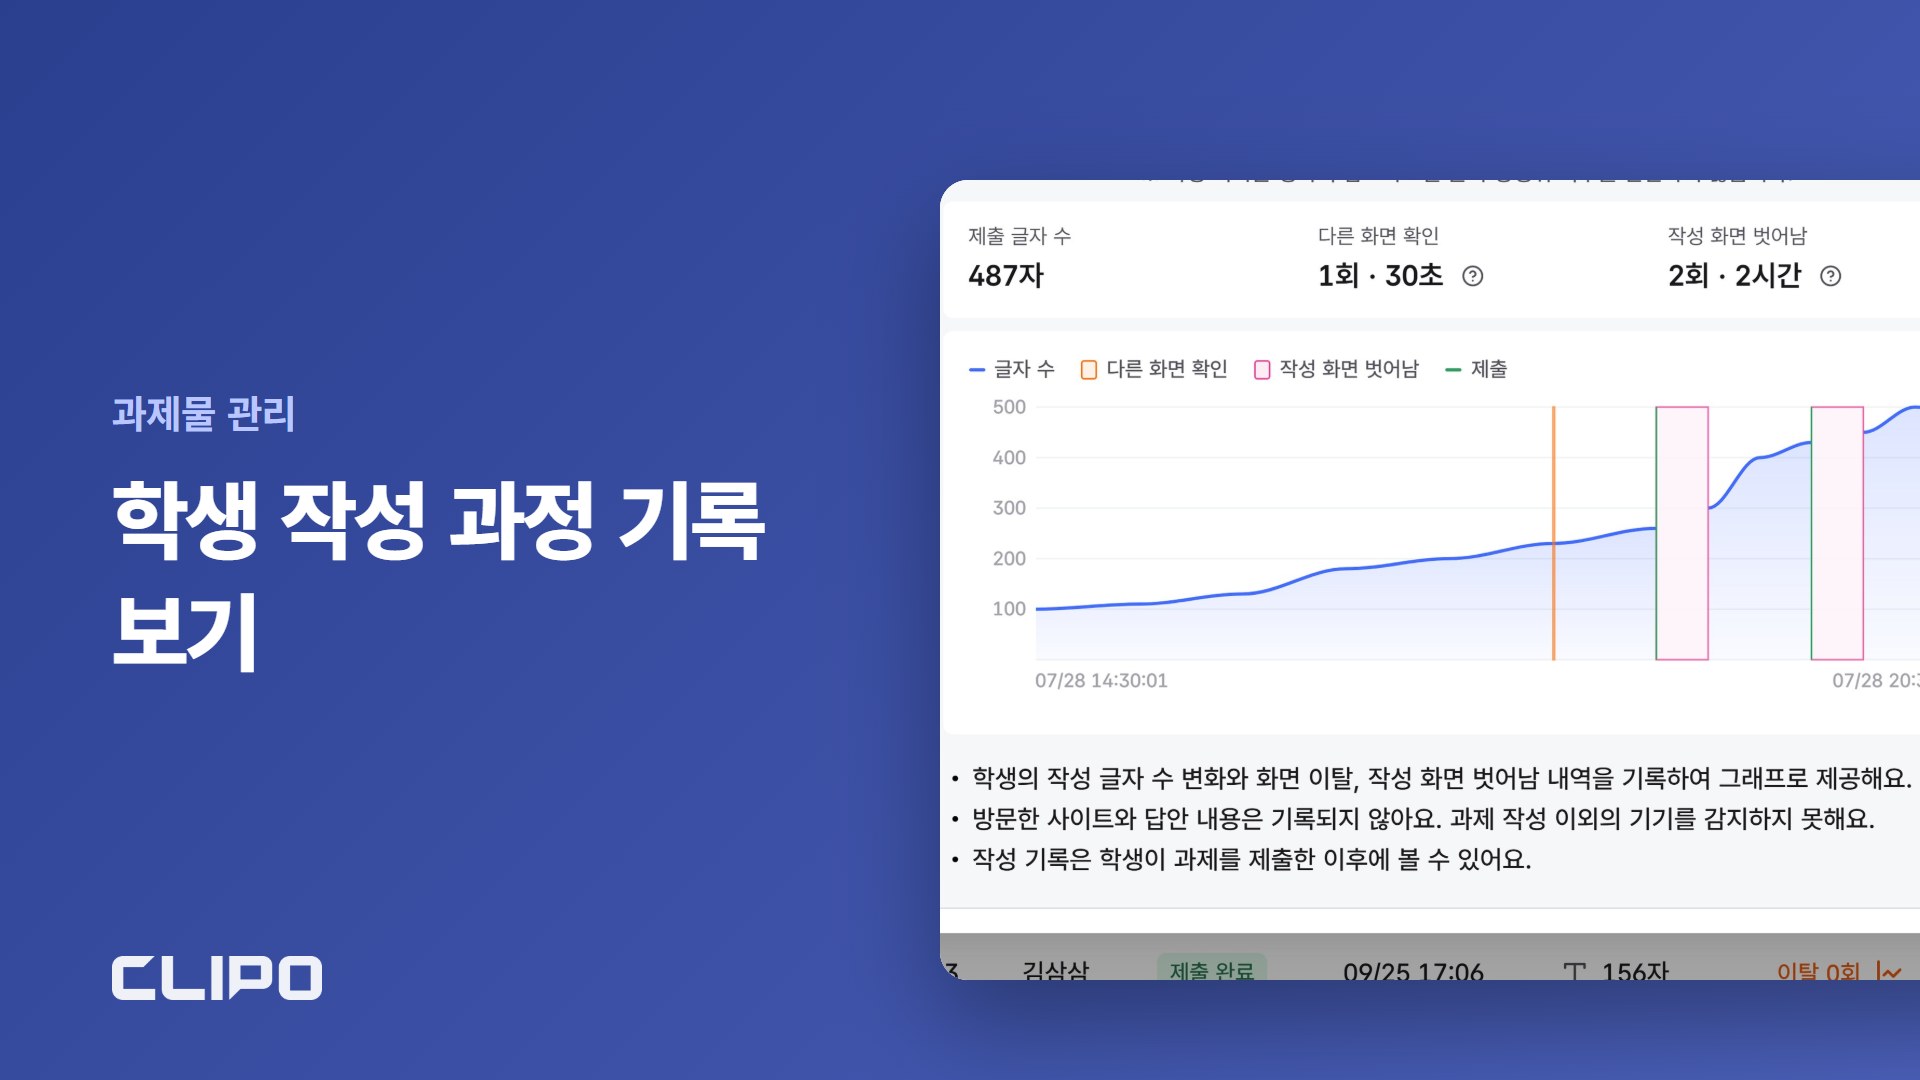 과제물 관리
학생 작성 과정 기록
보기
CLIPO
제출 글자 수
487자
다른 화면 확인
1회 · 30초
작성 화면 벗어남
2회 · 2시간
글자 수 다른 화면 확인 작성 화면 벗어남 제출
500
400
300
200
100
07/28 14:30:01
07/28 20:3
• 학생의 작성 글자 수 변화와 화면 이탈, 작성 화면 벗어남 내역을 기록하여 그래프로 제공해요.
• 방문한 사이트와 답안 내용은 기록되지 않아요. 과제 작성 이외의 기기를 감지하지 못해요.
• 작성 기록은 학생이 과제를 제출한 이후에 볼 수 있어요.
3 김삼삼 제출 완료 09/25 17:06 156자 이탈 0회